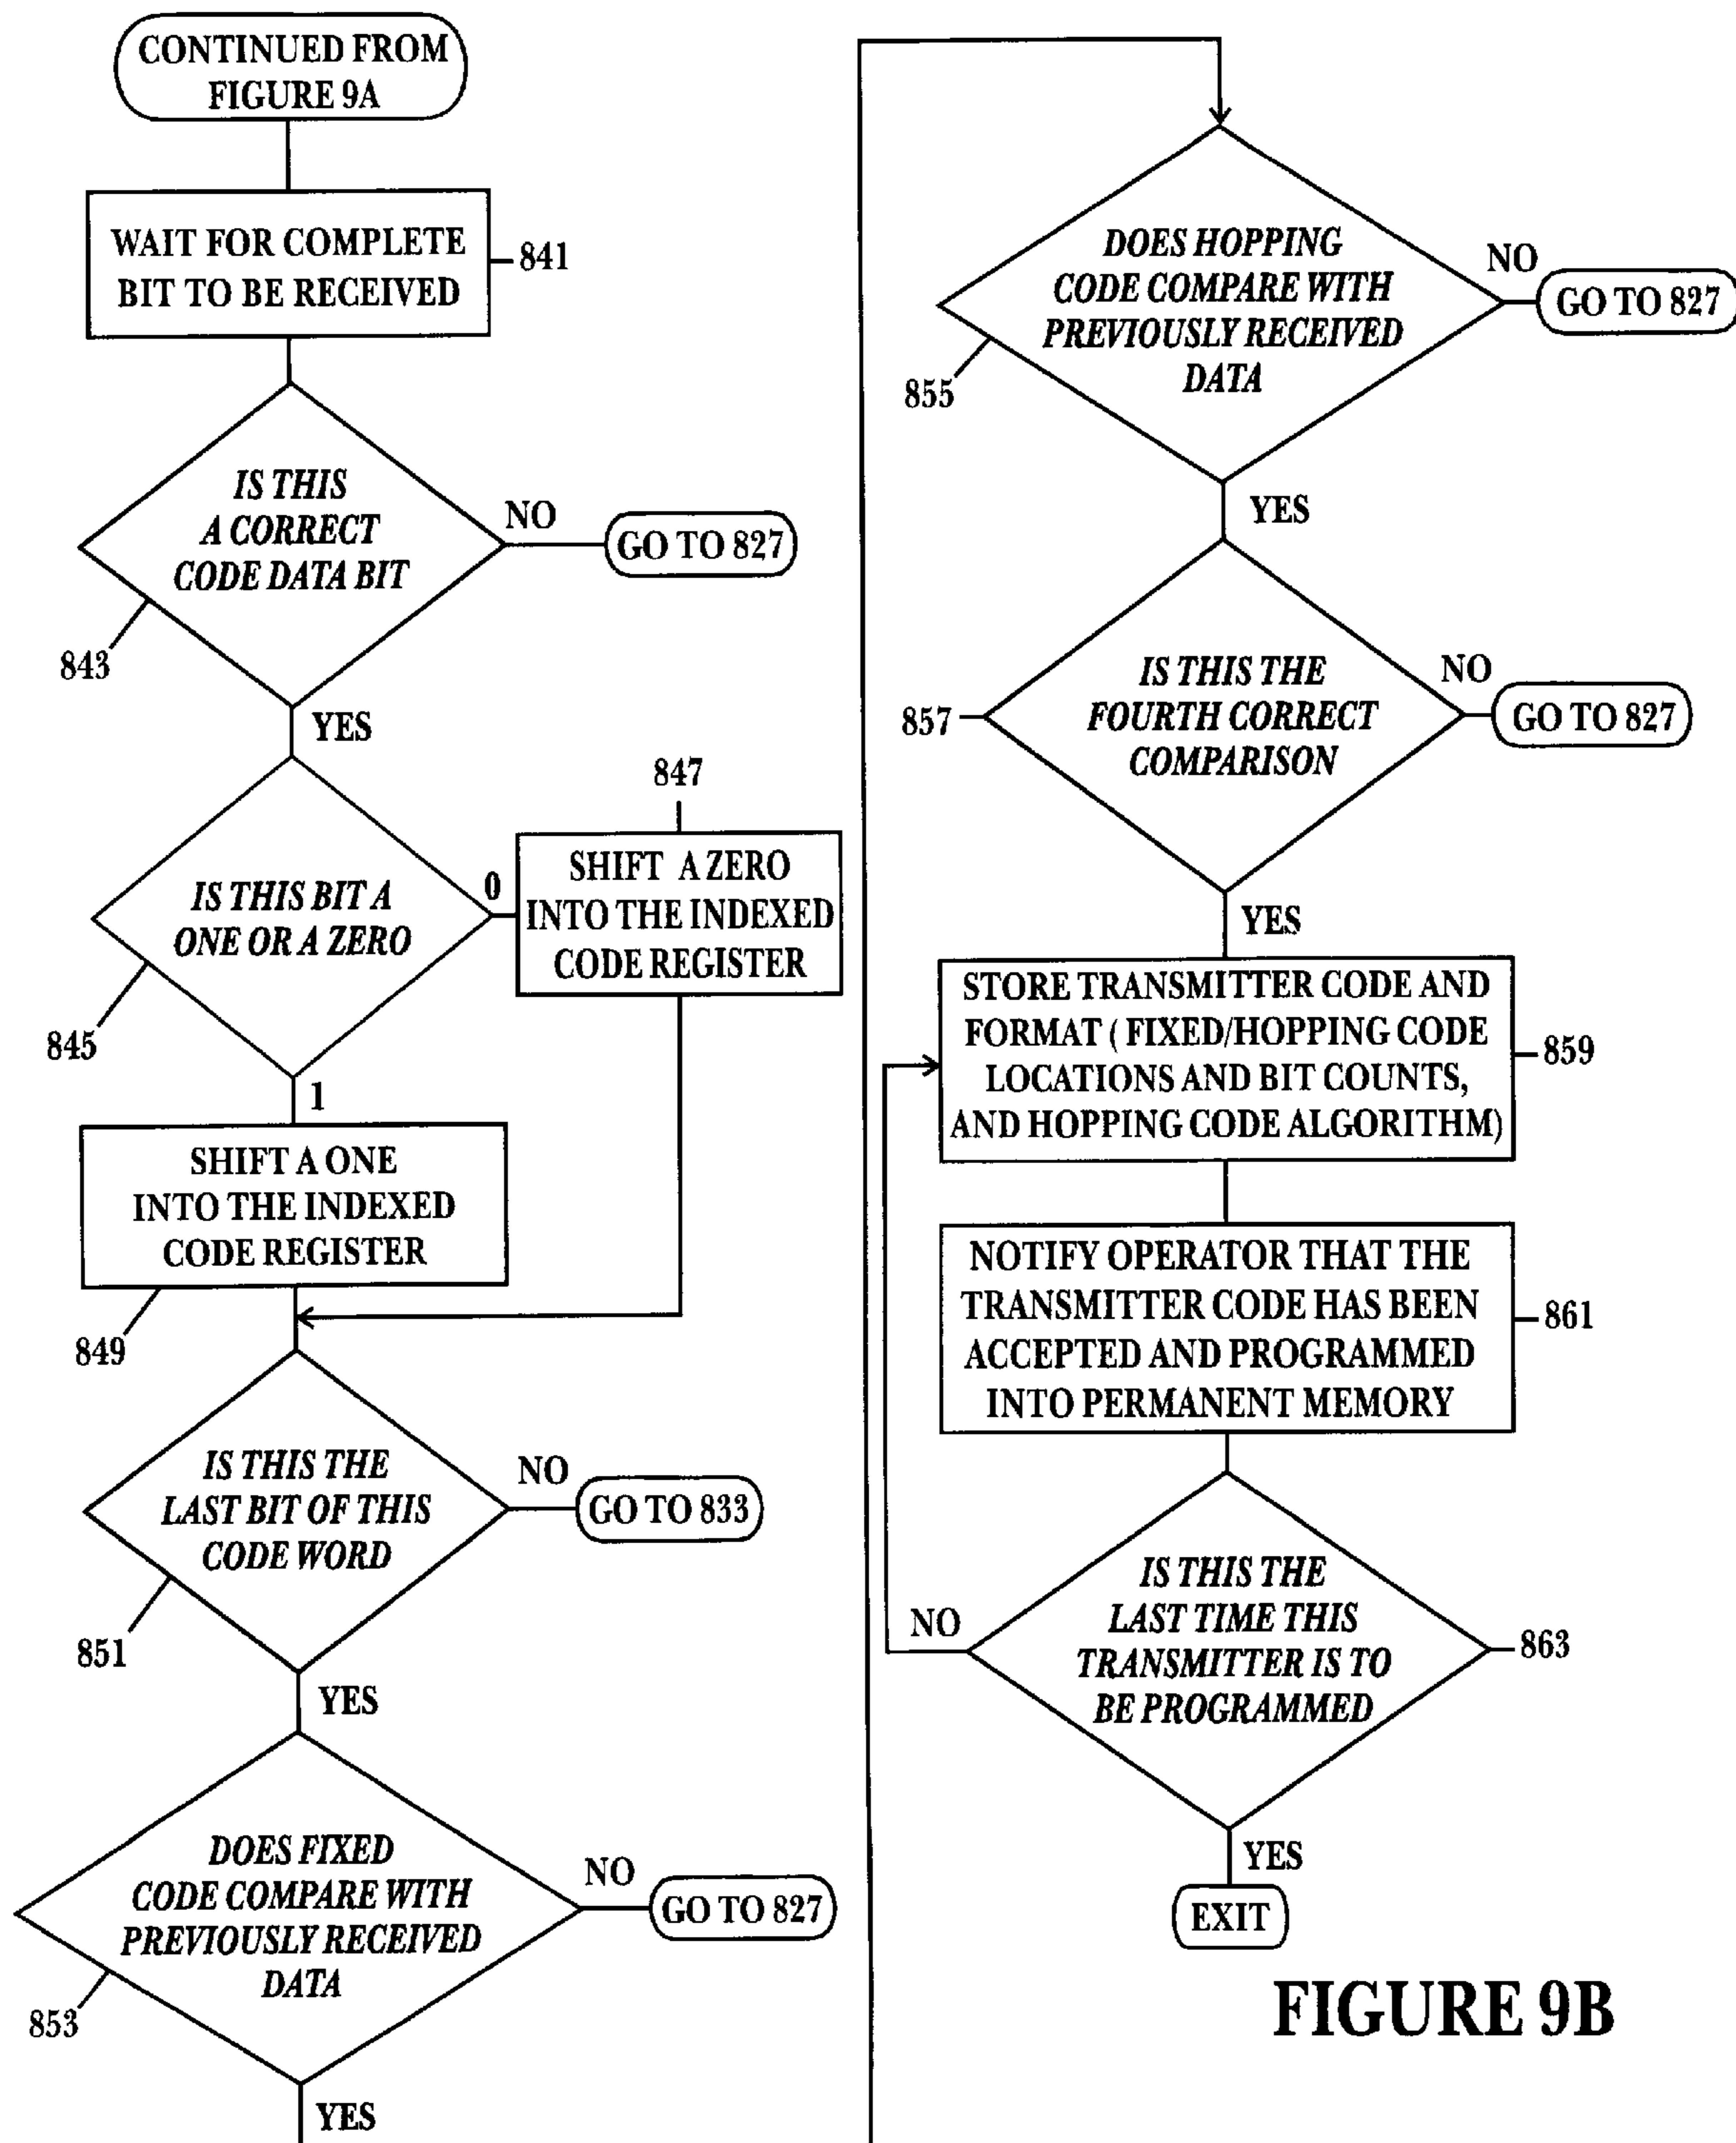 CONTINUED FROM
FIGURE 9A
WAIT FOR COMPLETE
BIT TO BE RECEIVED
841
IS THIS
A CORRECT
CODE DATA BIT
NO
GO TO 827
843
YES
IS THIS BIT A
ONE OR A ZERO
0
845
847
SHIFT A ZERO
INTO THE INDEXED
CODE REGISTER
1
SHIFT A ONE
INTO THE INDEXED
CODE REGISTER
849
IS THIS THE
LAST BIT OF THIS
CODE WORD
NO
GO TO 833
851
YES
DOES FIXED
CODE COMPARE WITH
PREVIOUSLY RECEIVED
DATA
NO
GO TO 827
853
YES
DOES HOPPING
CODE COMPARE WITH
PREVIOUSLY RECEIVED
DATA
NO
GO TO 827
855
YES
IS THIS THE
FOURTH CORRECT
COMPARISON
NO
GO TO 827
857
YES
STORE TRANSMITTER CODE AND
FORMAT ( FIXED/HOPPING CODE
LOCATIONS AND BIT COUNTS,
AND HOPPING CODE ALGORITHM)
859
NOTIFY OPERATOR THAT THE
TRANSMITTER CODE HAS BEEN
ACCEPTED AND PROGRAMMED
INTO PERMANENT MEMORY
861
IS THIS THE
LAST TIME THIS
TRANSMITTER IS TO
BE PROGRAMMED
NO
863
YES
EXIT
FIGURE 9B